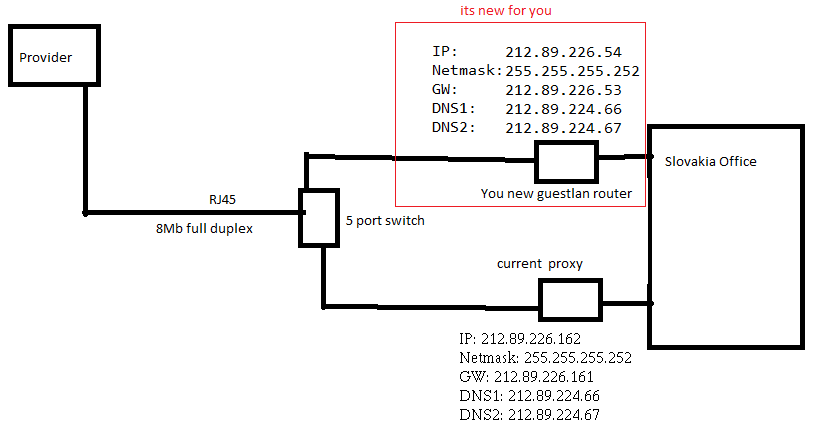 its new for you
Provider
IP: 212.89.226.54
Netmask: 255.255.255.252
GW: 212.89.226.53
DNS1: 212.89.224.66
DNS2: 212.89.224.67
Slovakia Office
You new guestlan router
RJ45
5 port switch
8Mb full duplex
current proxy
IP: 212.89.226.162
Netmask: 255.255.255.252
GW: 212.89.226.161
DNS1: 212.89.224.66
DNS2: 212.89.224.67